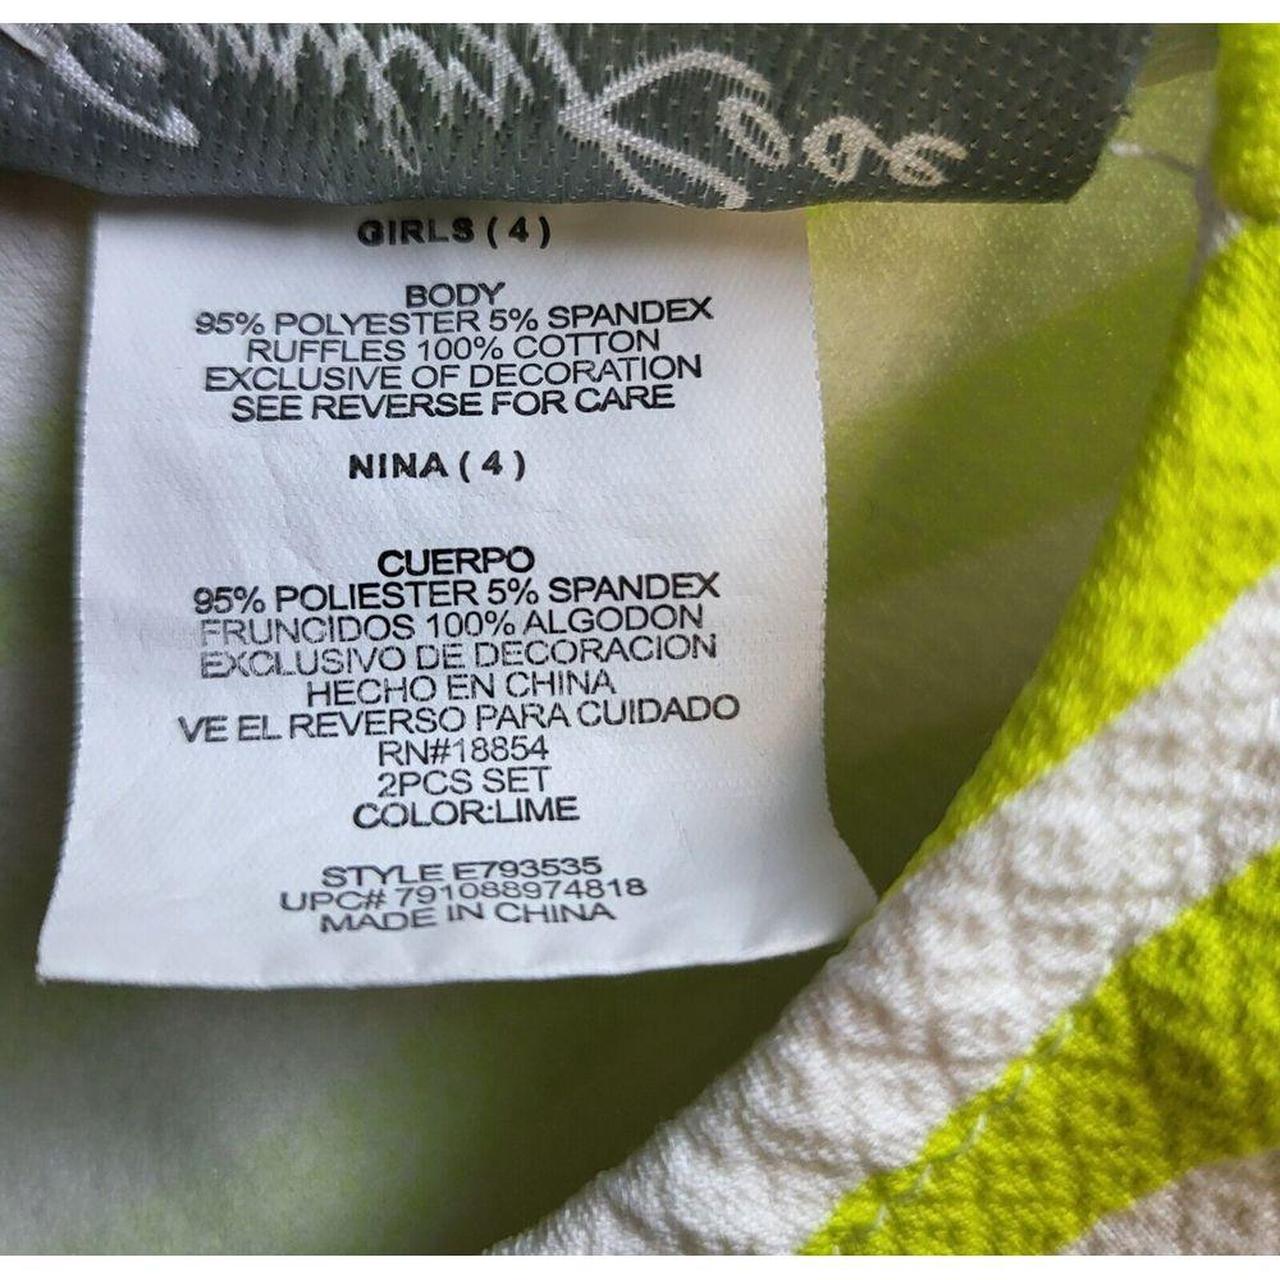 GIRLS ( 4 )
BODY
95% POLYESTER 5% SPANDEX
RUFFLES 100% COTTON
EXCLUSIVE OF DECORATION
SEE REVERSE FOR CARE
NINA ( 4 )
CUERPO
95% POLIESTER 5% SPANDEX
FRUNCIDOS 100% ALGODON
EXCLUSIVO DE DECORACION
HECHO EN CHINA
VE EL REVERSO PARA CUIDADO
RN#18854
2PCS SET
COLOR:LIME
STYLE E793535
UPC# 791088974818
MADE IN CHINA